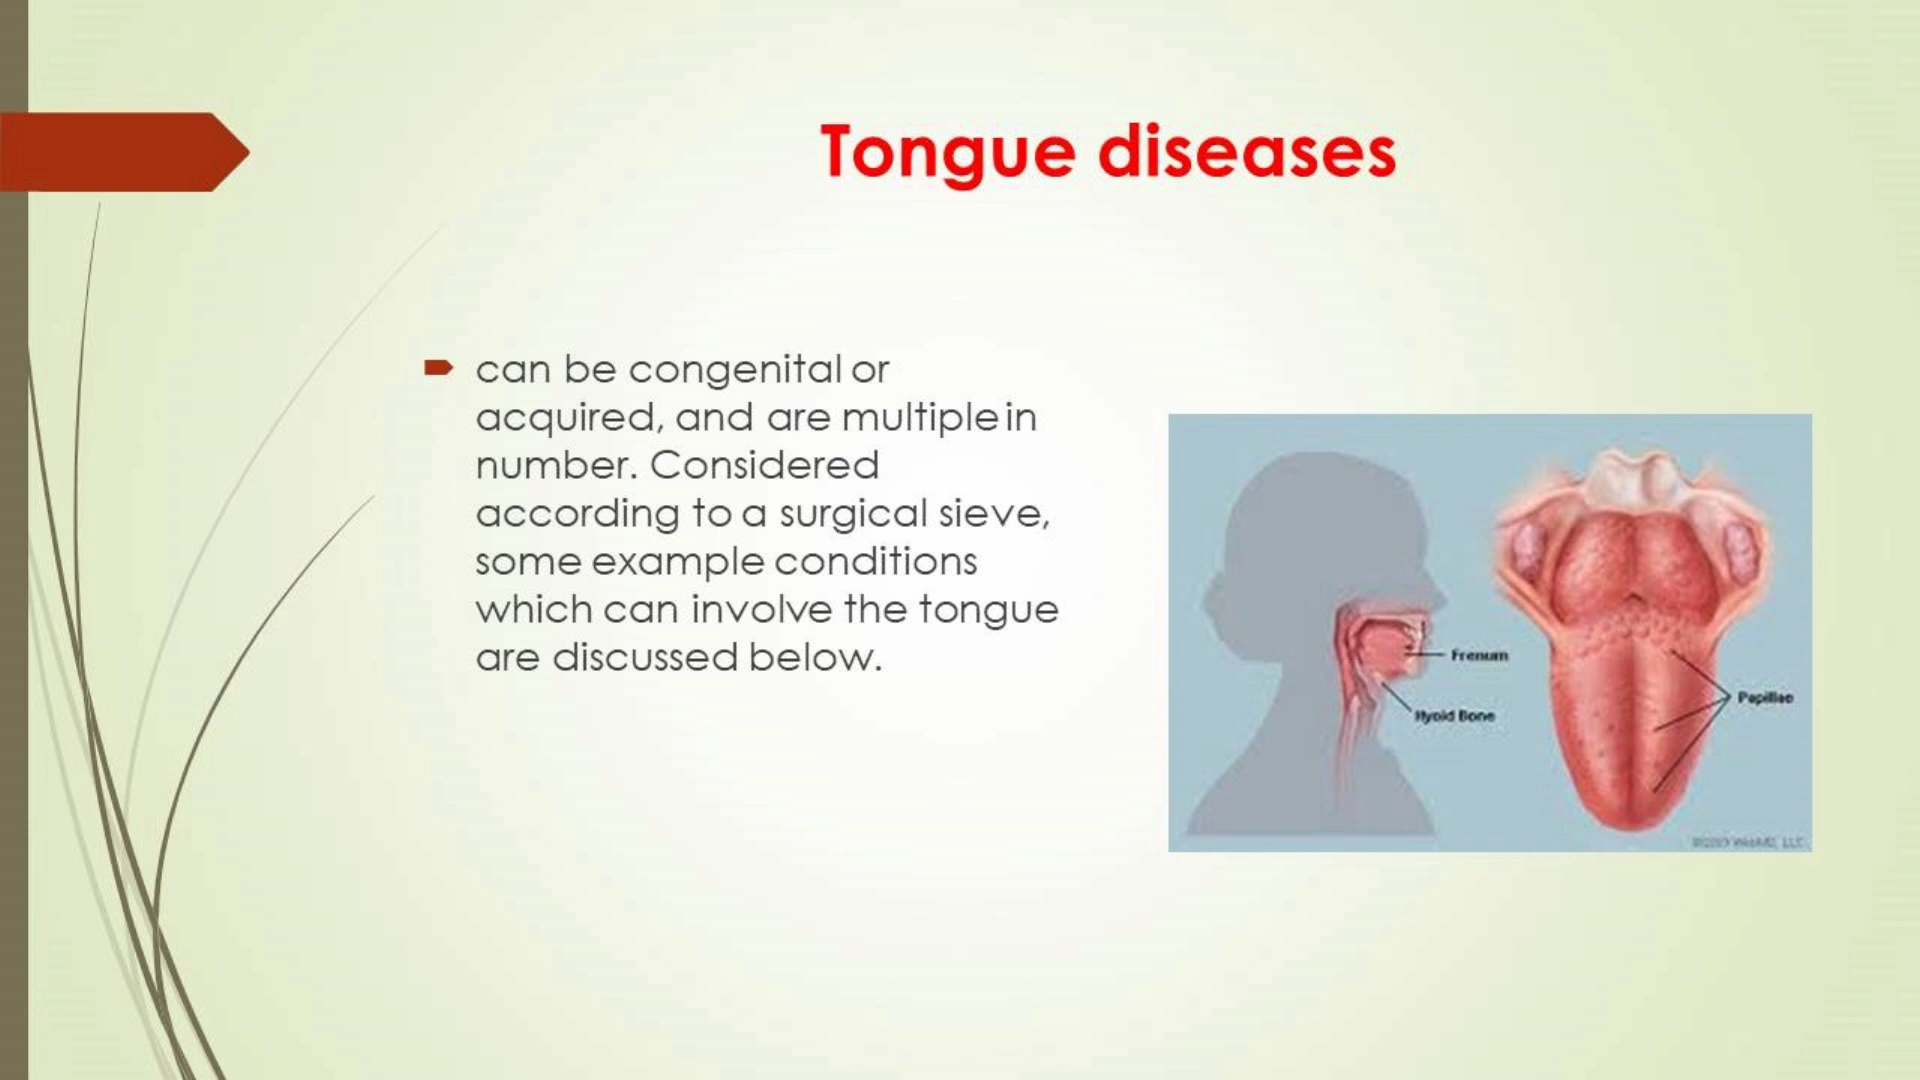 Tongue diseases
can be congenital or
acquired, and are multiple in
number. Considered
according to a surgical sieve,
some example conditions
which can involve the tongue
are discussed below.
Frenum
Hyoid Bone
Papillae